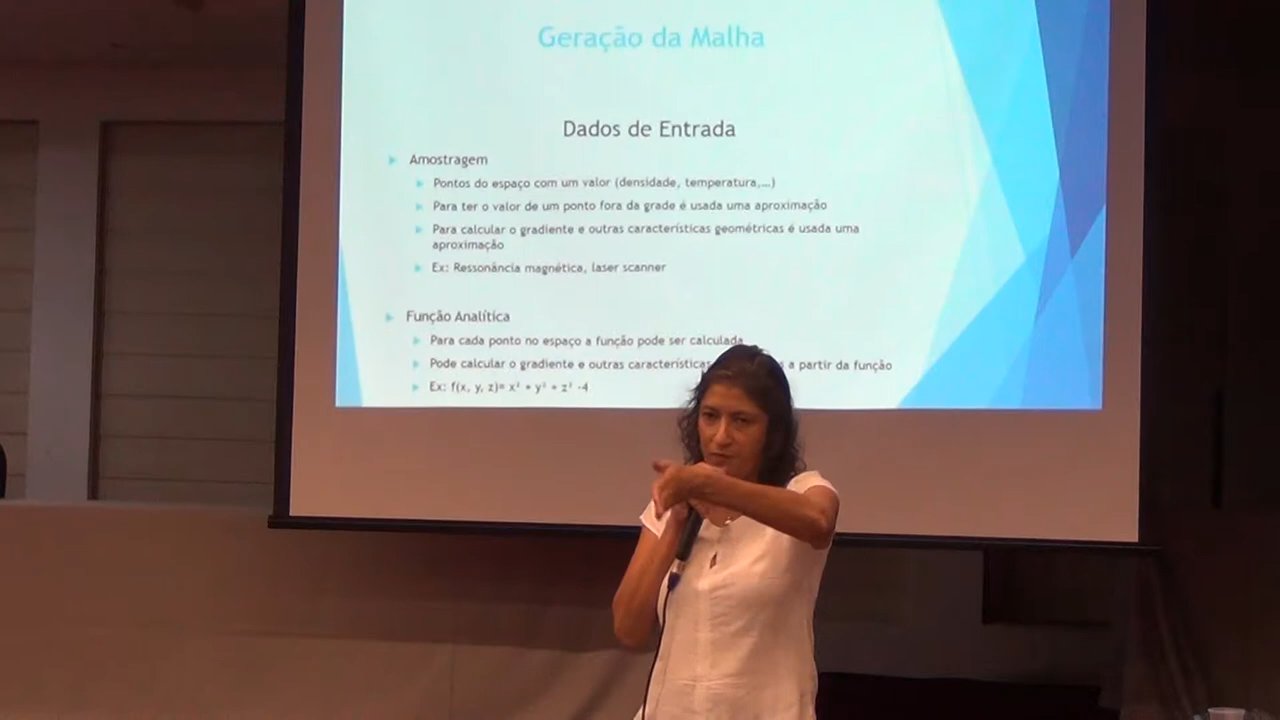 Geração da Malha
Dados de Entrada
Amostragem
Pontos do espaço com um valor (densidade, temperatura,...)
Para ter o valor de um ponto fora da grade é usada uma aproximação
Para calcular o gradiente e outras características geométricas é usada uma
aproximação
Ex: Ressonância magnética, laser scanner
Função Analítica
Para cada ponto no espaço a função pode ser calculada
Pode calcular o gradiente e outras características a partir da função
Ex: f(x, y, z)= x² + y² + z² -4